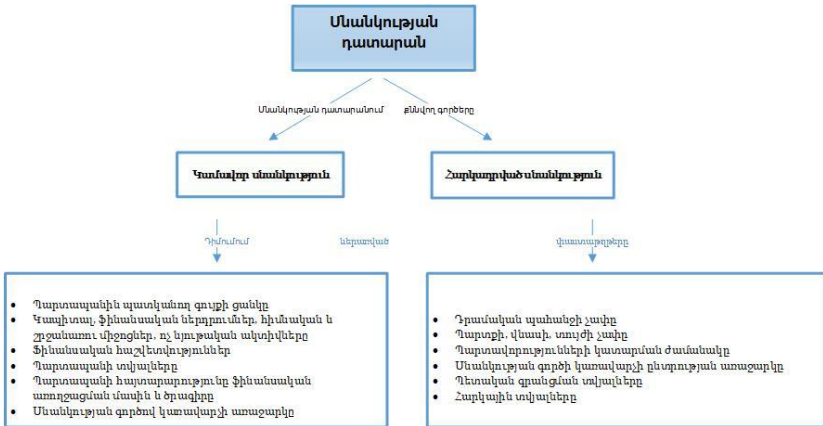 Սնանկության
դատարան
Սնանկության դատարանում քննվող գործերը
Կամավոր սնանկություն
Հարկադրված սնանկություն
Դիմումում ներառված փաստաթղթերը
• Պարտապանին պատկանող գույքի ցանկը
• Կապիտալ, ֆինանսական ներդրումներ, հիմնական և
շրջանառու միջոցներ, ոչ նյութական ակտիվները
• Ֆինանսական հաշվետվություններ
• Պարտապանի տվյալները
• Պարտապանի հայտարարությունը ֆինանսական
առողջացման մասին և ծրագիրը
• Սնանկության գործով կառավարչի առաջարկը
• Դրամական պահանջի չափը
• Պարտքի, վնասի, տույժի չափը
• Պարտավորությունների կատարման ժամանակը
• Սնանկության գործի կառավարչի ընտրության առաջարկը
• Պետական գրանցման տվյալները
• Հարկային տվյալները